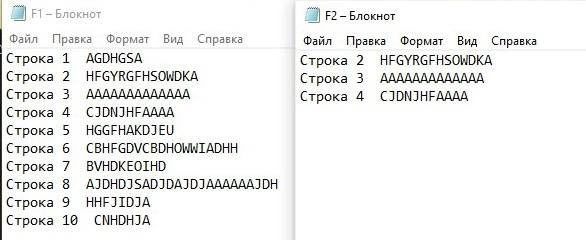 F1 – Блокнот
Файл Правка Формат Вид Справка
Строка 1 AGDHGSA
Строка 2 HFGYRGFHSOWDKA
Строка 3 AAAAAAAAAAAAA
Строка 4 CJDNJHFAAAA
Строка 5 HGGFHAKDJEU
Строка 6 CBHFGDVCBDHOWWIADHH
Строка 7 BVHDKEOIHD
Строка 8 AJDHDJSADJDAJDJAAAAAAJDH
Строка 9 HHFJIDJA
Строка 10 CNHDHJA
F2 – Блокнот
Файл Правка Формат Вид Справка
Строка 2 HFGYRGFHSOWDKA
Строка 3 AAAAAAAAAAAAA
Строка 4 CJDNJHFAAAA